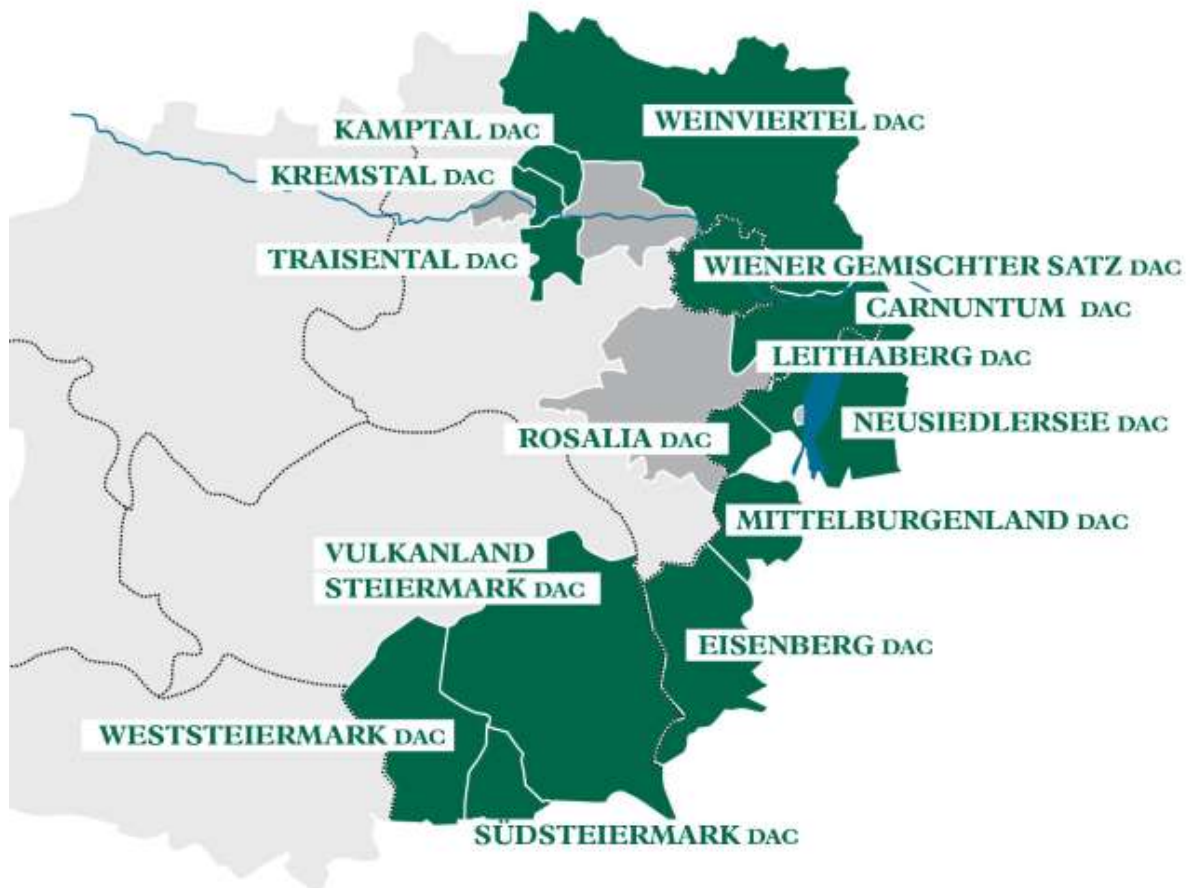 WEINVIERTEL DAC
KAMPTAL DAC
KREMSTAL DAC
TRAISENTAL DAC
WIENER GEMISCHTER SATZ DAC
CARNUNTUM DAC
LEITHABERG DAC
NEUSIEDLERSEE DAC
ROSALIA DAC
MITTELBURGENLAND DAC
VULKANLAND
STEIERMARK DAC
EISENBERG DAC
WESTSTEIERMARK DAC
SÜDSTEIERMARK DAC